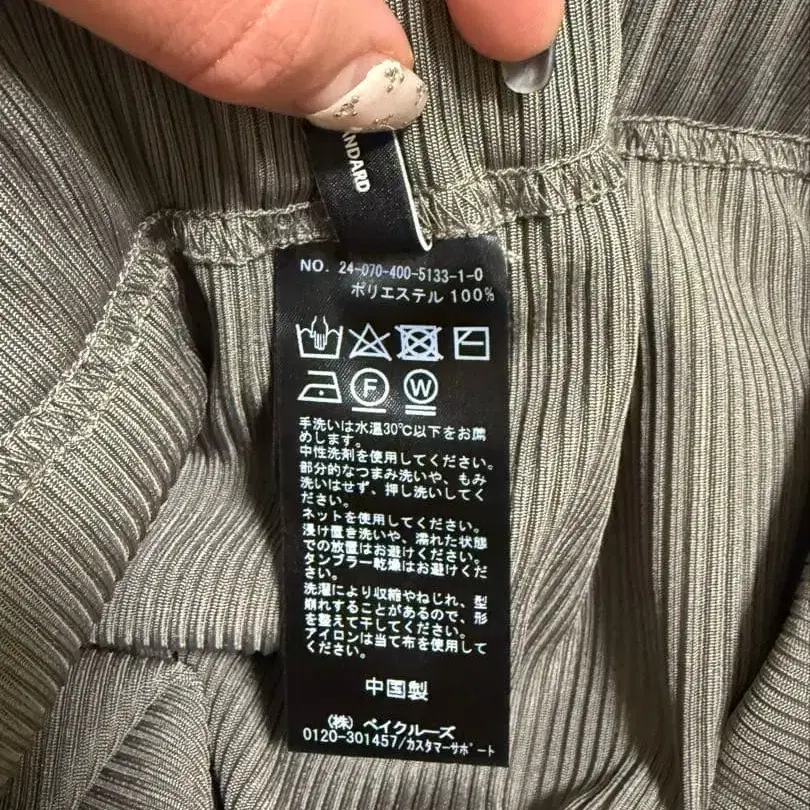 ANDARD
NO. 24-070-400-5133-1-0
ポリエステル 100%
F W
手洗いは水温30℃以下をお薦
めします。
中性洗剤を使用してください。
部分的なつまみ洗いや、もみ
洗いはせず、押し洗いしてく
ださい。
ネットを使用してください。
浸け置き洗いや、濡れた状態
での放置はお避けください。
タンブラー乾燥はお避けくだ
さい。
洗濯により収縮やねじれ、型
崩れすることがあるので、形
を整えて干してください。
アイロンは当て布を使用して
ください。
中国製
(株) ベイクルーズ
0120-301457/カスタマーサポート